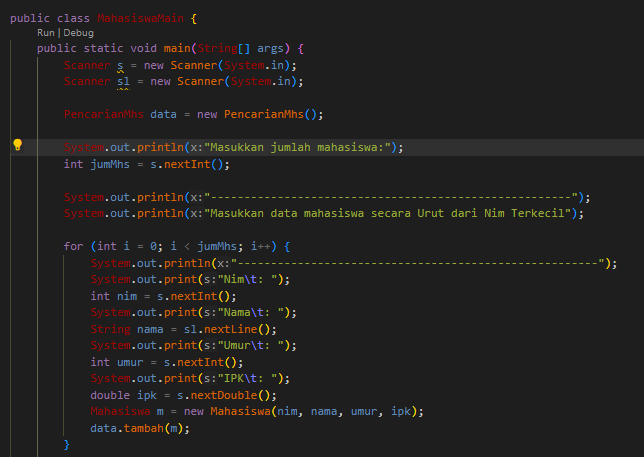 public class MahasiswaMain {
Run | Debug
public static void main(String[] args) {
Scanner s = new Scanner(System.in);
Scanner sl = new Scanner(System.in);
PencarianMhs data = new PencarianMhs();
System.out.println(x:"Masukkan jumlah mahasiswa:");
int jumMhs = s.nextInt();
System.out.println(x:"-------------------------------------------------------");
System.out.println(x:"Masukkan data mahasiswa secara Urut dari Nim Terkecil");
for (int i = 0; i < jumMhs; i++) {
System.out.println(x:"-------------------------------------------------------");
System.out.print(s:"Nim\t: ");
int nim = s.nextInt();
System.out.print(s:"Nama\t: ");
String nama = sl.nextLine();
System.out.print(s:"Umur\t: ");
int umur = s.nextInt();
System.out.print(s:"IPK\t: ");
double ipk = s.nextDouble();
Mahasiswa m = new Mahasiswa(nim, nama, umur, ipk);
data.tambah(m);
}